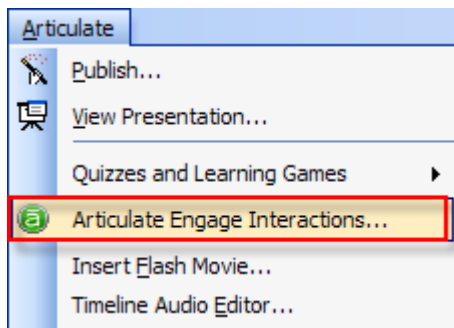 Articulate
Publish...
View Presentation...
Quizzes and Learning Games
Articulate Engage Interactions...
Insert Flash Movie...
Timeline Audio Editor...